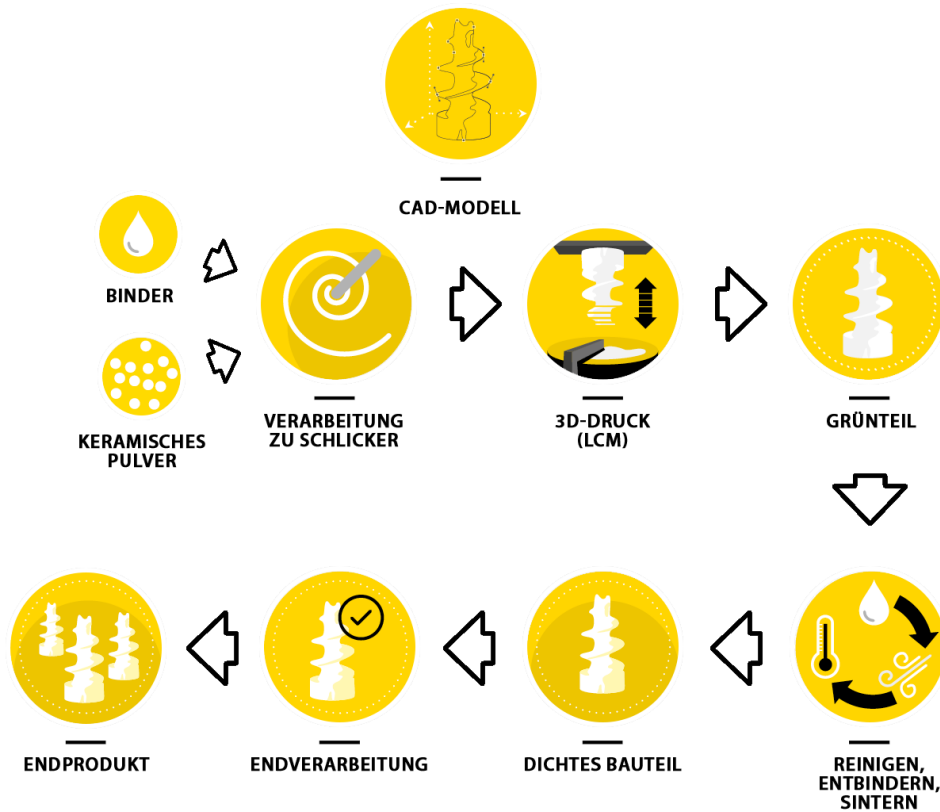 CAD-MODELL
BINDER
KERAMISCHES
PULVER
VERARBEITUNG
ZU SCHLICKER
3D-DRUCK
(LCM)
GRÜNTEIL
REINIGEN,
ENTBINDERN,
SINTERN
DICHTES BAUTEIL
ENDVERARBEITUNG
ENDPRODUKT